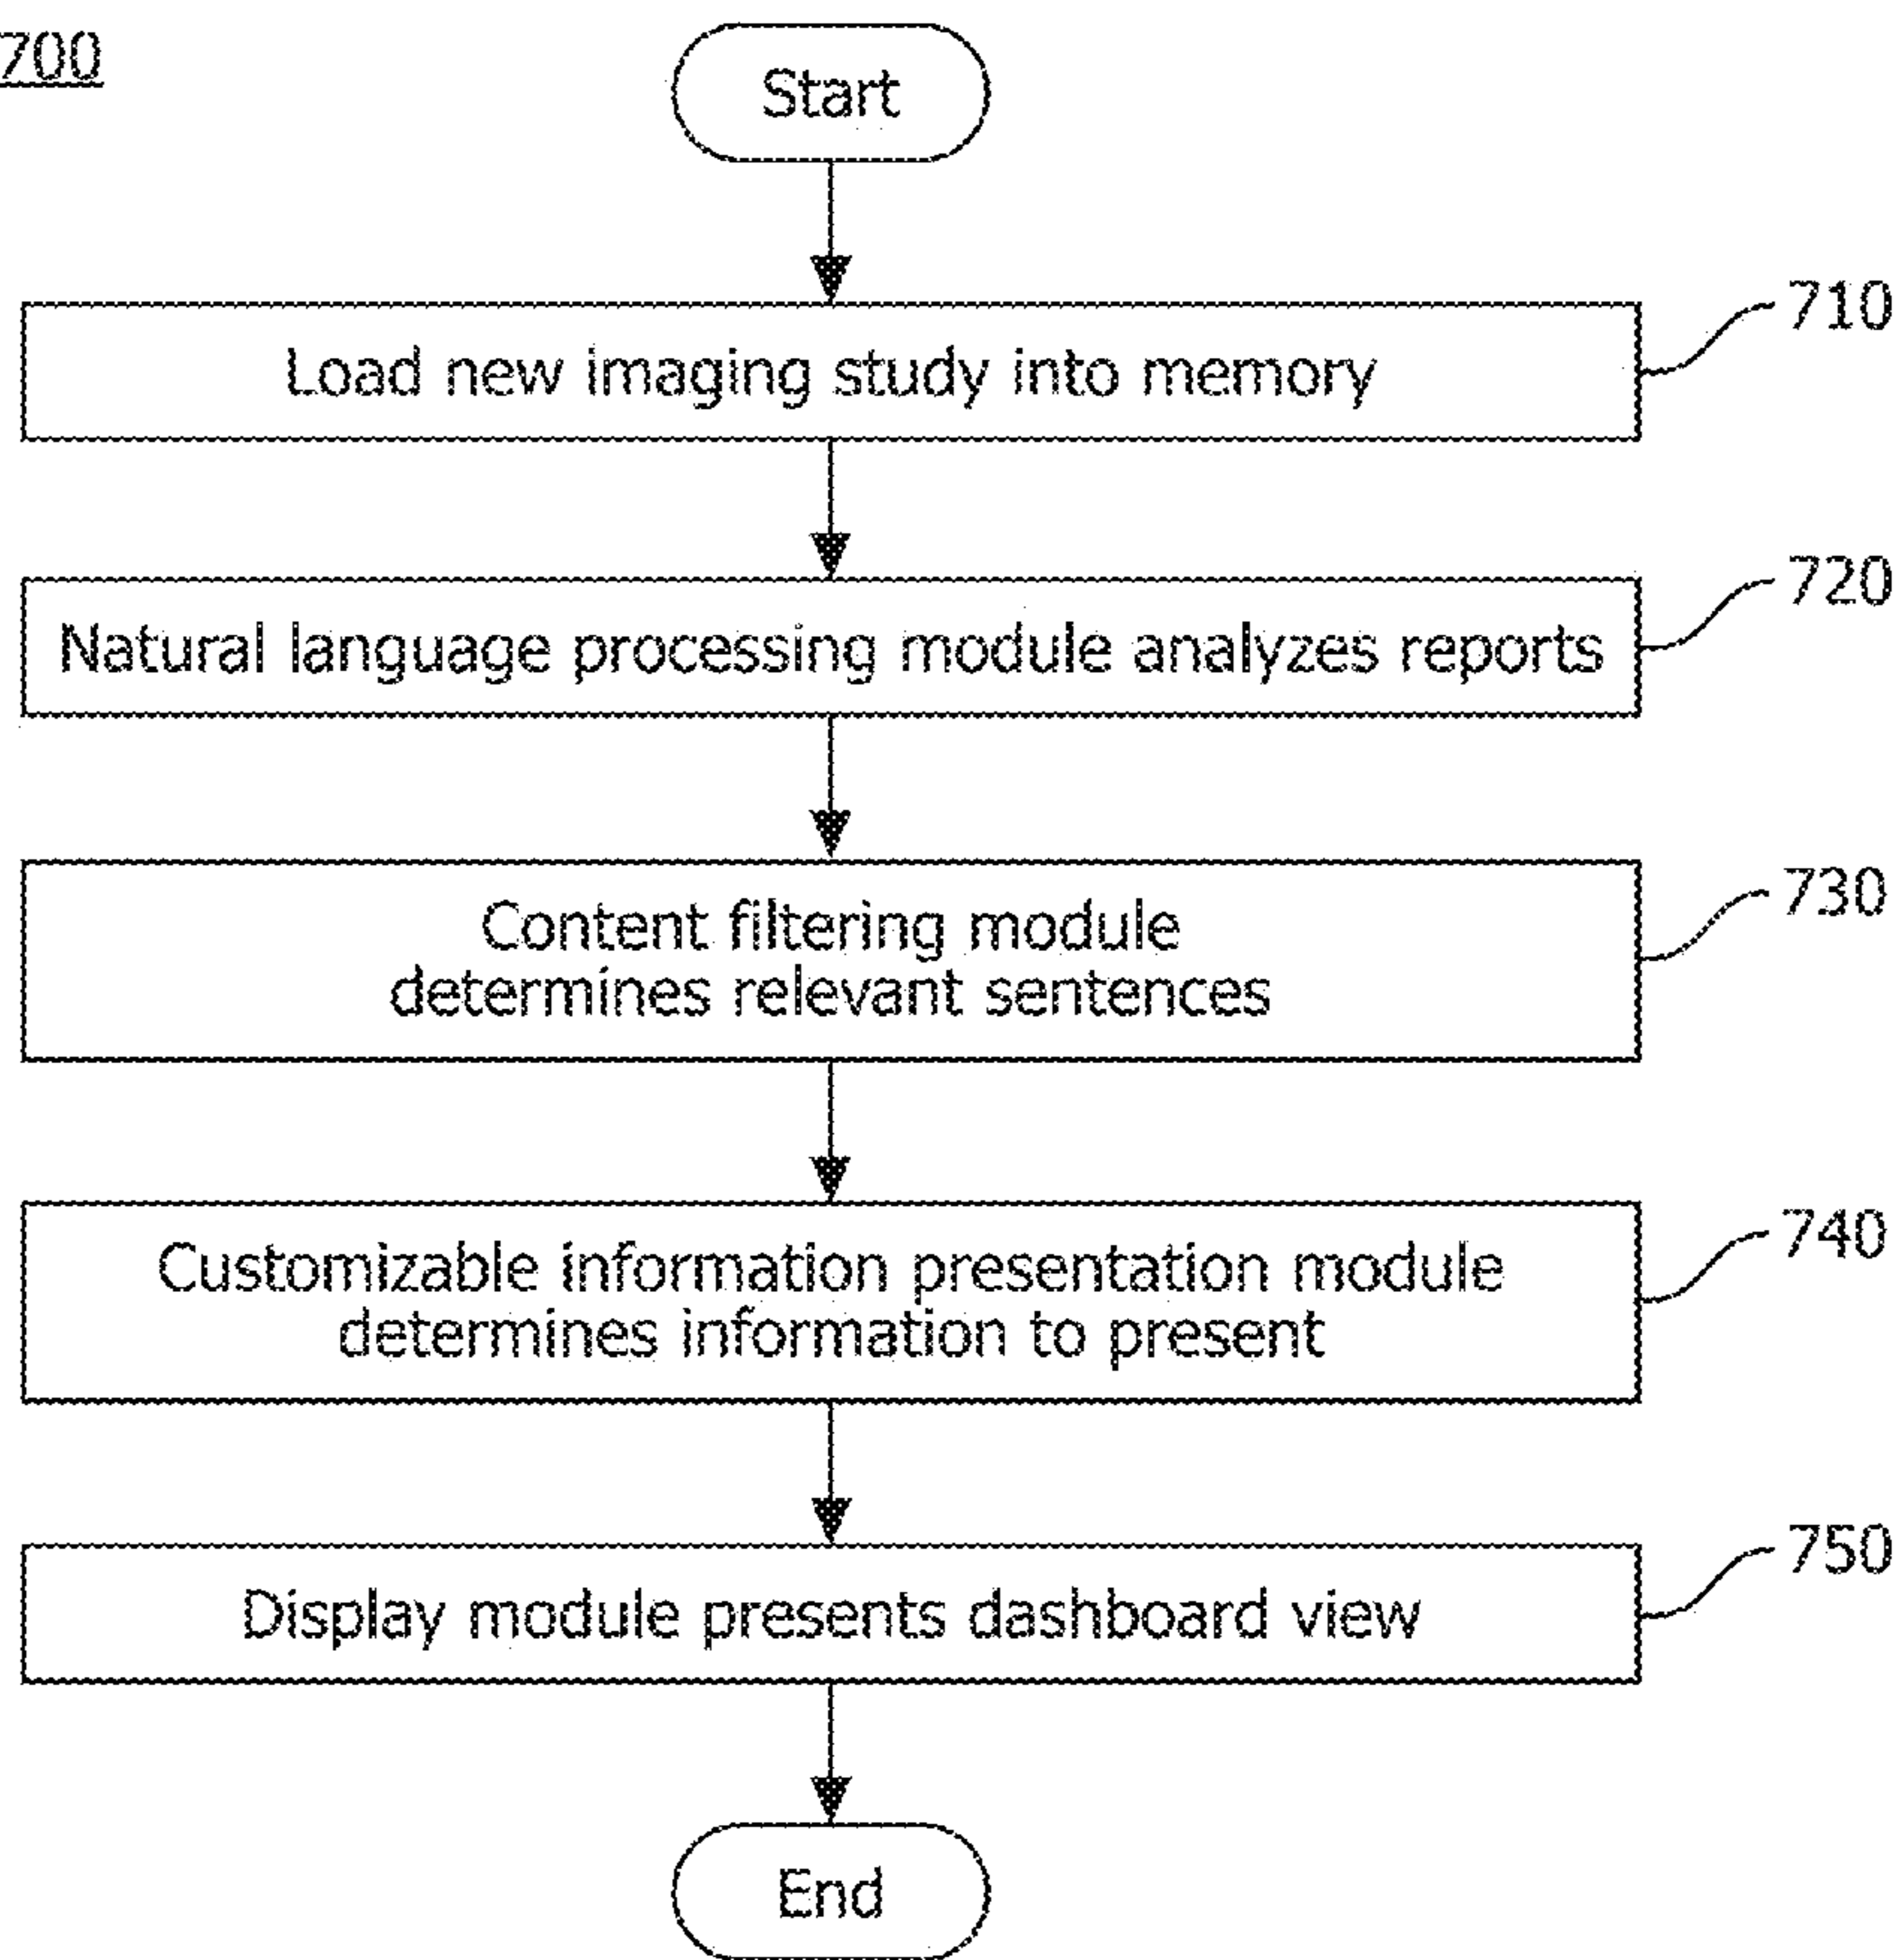 700
Start
Load new imaging study into memory
710
Natural language processing module analyzes reports
720
Content filtering module
determines relevant sentences
730
Customizable information presentation module
determines information to present
740
Display module presents dashboard view
750
End